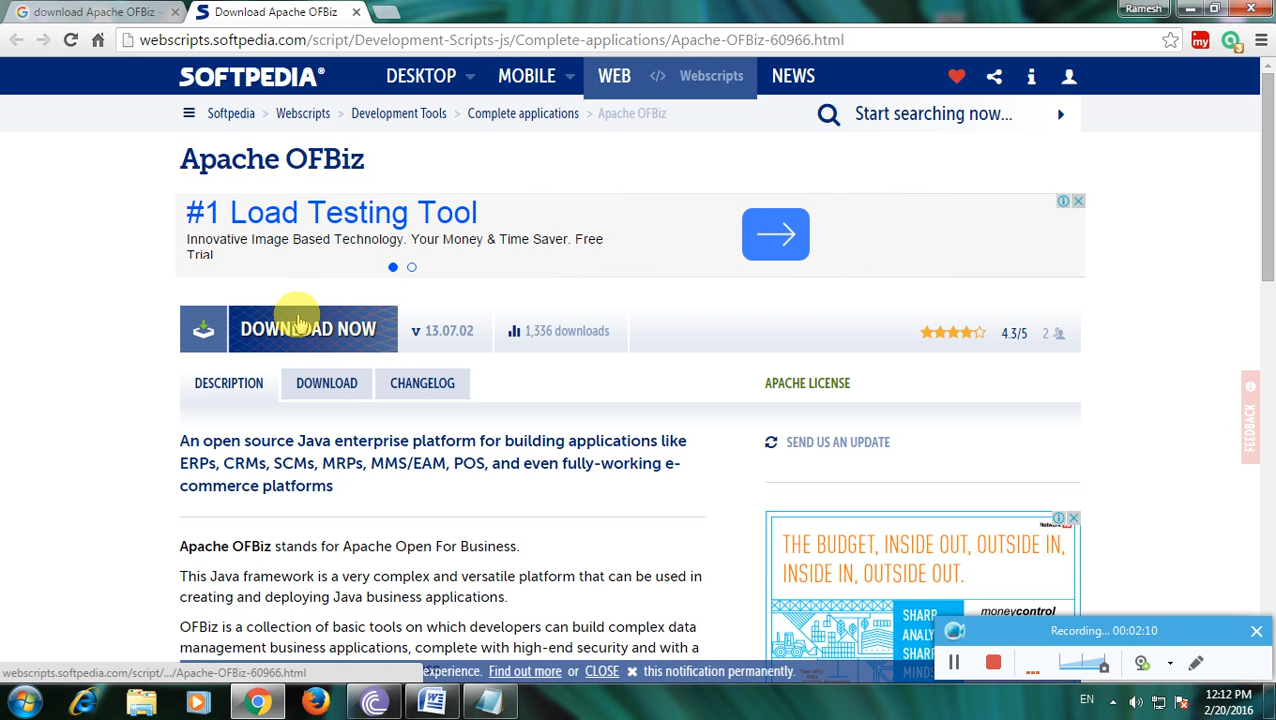 download Apache OFBiz -
Download Apache OFBiz
Ramesh
webscripts.softpedia.com/script/Development-Scripts-js/Complete-applications/Apache-OFBiz-60966.html
my
3
SOFTPEDIA®
DESKTOP
MOBILE
WEB
</>
Webscripts
NEWS
Softpedia > Webscripts > Development Tools > Complete applications > Apache OFBiz
Start searching now...
Apache OFBiz
#1 Load Testing Tool
Innovative Image Based Technology. Your Money & Time Saver. Free
Trial
DOWNLOAD NOW
v 13.07.02
1,336 downloads
4.3/5
2
DESCRIPTION
DOWNLOAD
CHANGELOG
APACHE LICENSE
FEEDBACK
An open source Java enterprise platform for building applications like
ERPs, CRMs, SCMs, MRPs, MMS/EAM, POS, and even fully-working e-
commerce platforms
SEND US AN UPDATE
Apache OFBiz stands for Apache Open For Business.
This Java framework is a very complex and versatile platform that can be used in
creating and deploying Java business applications.
OFBiz is a collection of basic tools on which developers can build complex data
management business applications, complete with high-end security and with a
THE BUDGET, INSIDE OUT, OUTSIDE IN,
INSIDE IN, OUTSIDE OUT.
moneycontrol
SHARP
Recording... 00:02:10
webscripts.softpedia.com/script/.../Apache-OFBiz-60966.html
experience. Find out more or CLOSE ✖ this notification permanently.
EN
12:12 PM
2/20/2016